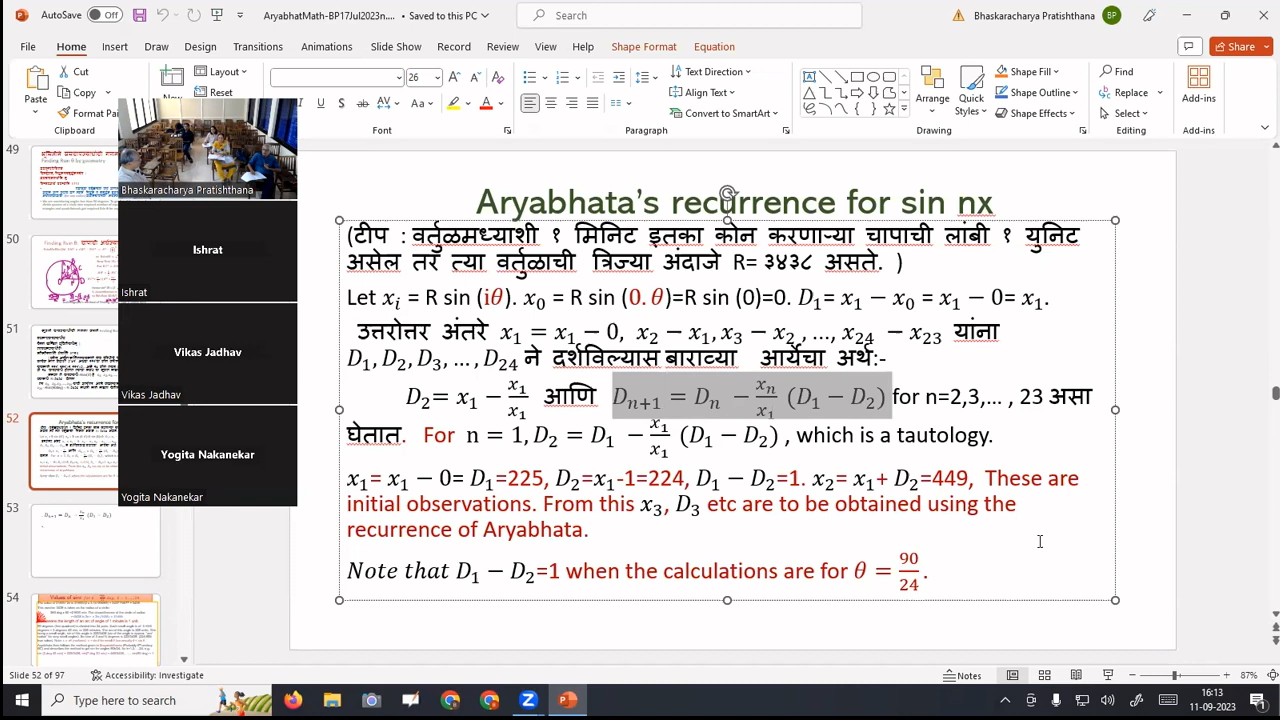 AutoSave Off AryabhatMath-BP17Jul2023n.... • Saved to this PC Search Bhaskaracharya Pratishthana BP
File Home Insert Draw Design Transitions Animations Slide Show Record Review View Help Shape Format Equation Share
Cut Copy Format Pai Paste Clipboard
New Layout Reset
26 Font
Text Direction Align Text Convert to SmartArt Paragraph
Arrange Quick Styles Shape Fill Shape Outline Shape Effects Drawing
Find Replace Select Editing
Add-ins Add-ins
Bhaskaracharya Pratishthana
Ishrat
Ishrat
Vikas Jadhav
Vikas Jadhav
Yogita Nakanekar
Yogita Nakanekar
49
50
51
52
53
54
Aryabhata's recurrence for sin nx
(टीप : वर्तुळमध्याशी १ मिनिट इतका कोन करणाऱ्या चापाची लांबी १ युनिट
असेल तर त्या वर्तुळाची त्रिज्या अंदाजे R= ३४३८ असते. )
Let x_i = R sin (iθ). x_0 = R sin (0. θ)=R sin (0)=0. D_1= x_1 − x_0 = x_1 − 0= x_1.
उत्तरोत्तर अंतरे x_1 = x_1 − 0, x_2 − x_1, x_3 − x_2, …, x_24 − x_23 यांना
D_1, D_2, D_3, …, D_24 ने दर्शविल्यास बाराव्या आर्येचा अर्थ:-
D_2= x_1 − x_1/x_1 आणि D_{n+1} = D_n − x_n/x_1 (D_1 − D_2) for n=2,3,… , 23 असा
घेतात. For n = 1, D_2 = D_1 − x_1/x_1 (D_1 − D_2), which is a tautology.
x_1= x_1 − 0= D_1=225, D_2=x_1-1=224, D_1 − D_2=1. x_2= x_1+ D_2=449, These are
initial observations. From this x_3, D_3 etc are to be obtained using the
recurrence of Aryabhata.
Note that D_1 − D_2=1 when the calculations are for θ = 90/24.
Slide 52 of 97 Accessibility: Investigate Notes 87%
Type here to search 16:13
11-09-2023